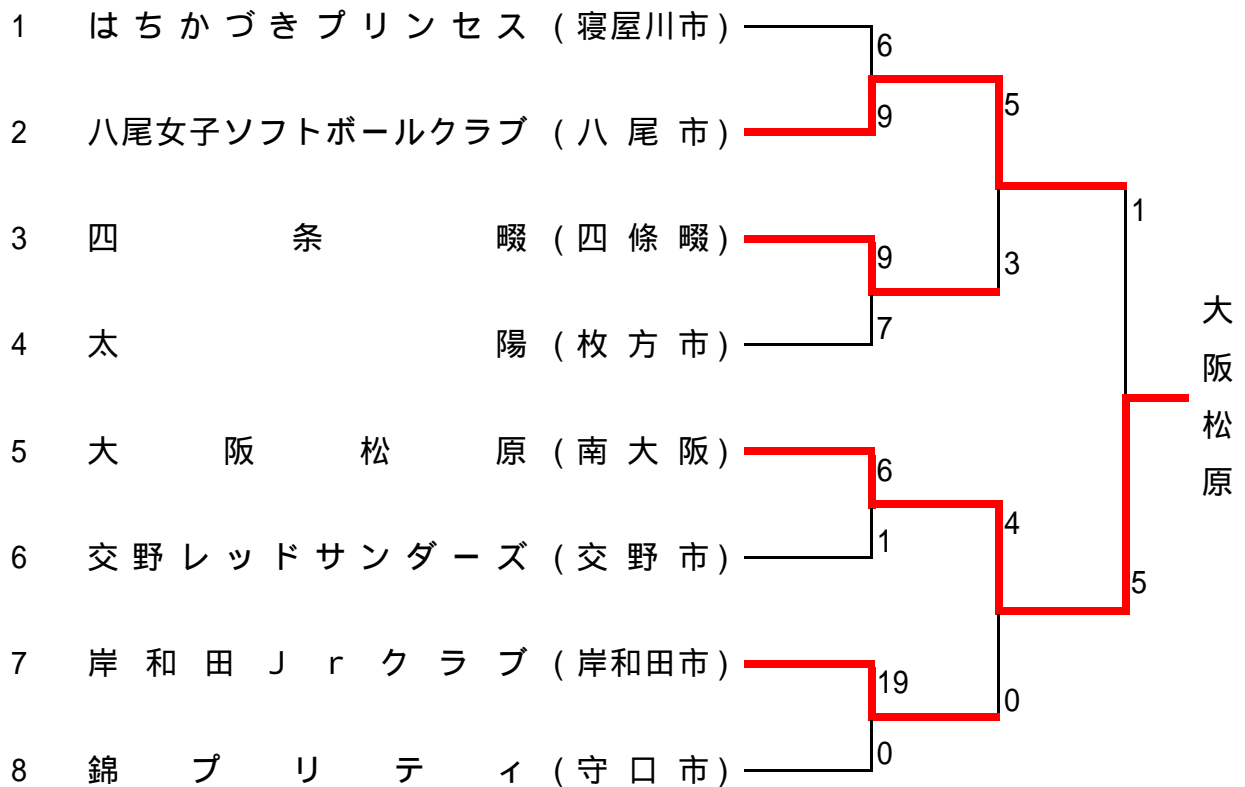 1 はちかづきプリンセス (寝屋川市)
6
5
2 八尾女子ソフトボールクラブ (八尾市)
9
1
3 四条畷 (四條畷)
9
3
4 太陽 (枚方市)
7
大阪松原
5 大阪松原 (南大阪)
6
4
6 交野レッドサンダーズ (交野市)
1
5
7 岸和田Jrクラブ (岸和田市)
19
0
8 錦プリティ (守口市)
0